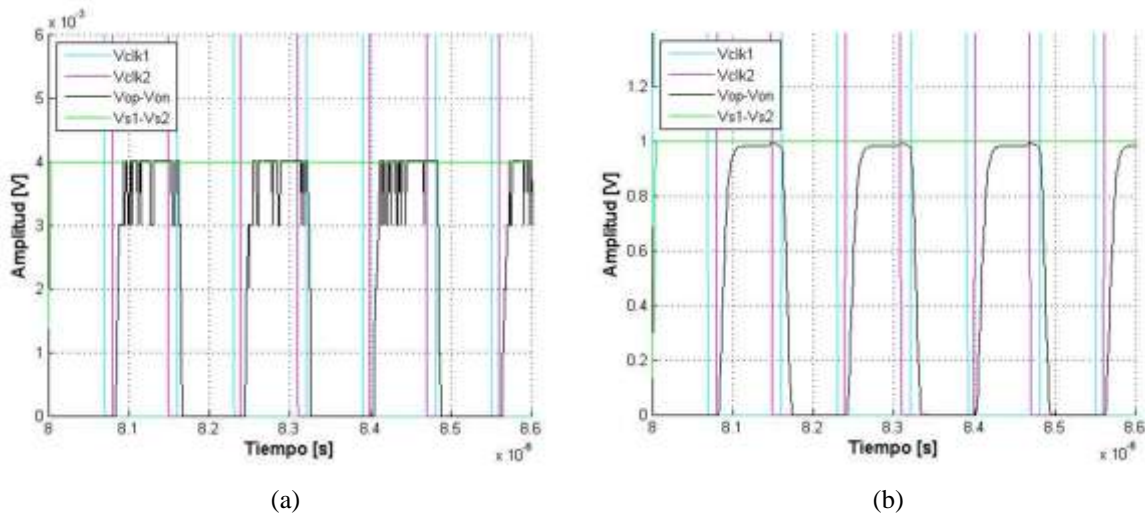 x 10⁻³
6
5
4
3
2
1
0
Amplitud [V]
Vclk1
Vclk2
Vop-Von
Vs1-Vs2
8 8.1 8.2 8.3 8.4 8.5 8.6
Tiempo [s]
x 10⁻⁶
(a)
1.2
1
0.8
0.6
0.4
0.2
0
Amplitud [V]
Vclk1
Vclk2
Vop-Von
Vs1-Vs2
8 8.1 8.2 8.3 8.4 8.5 8.6
Tiempo [s]
x 10⁻⁶
(b)